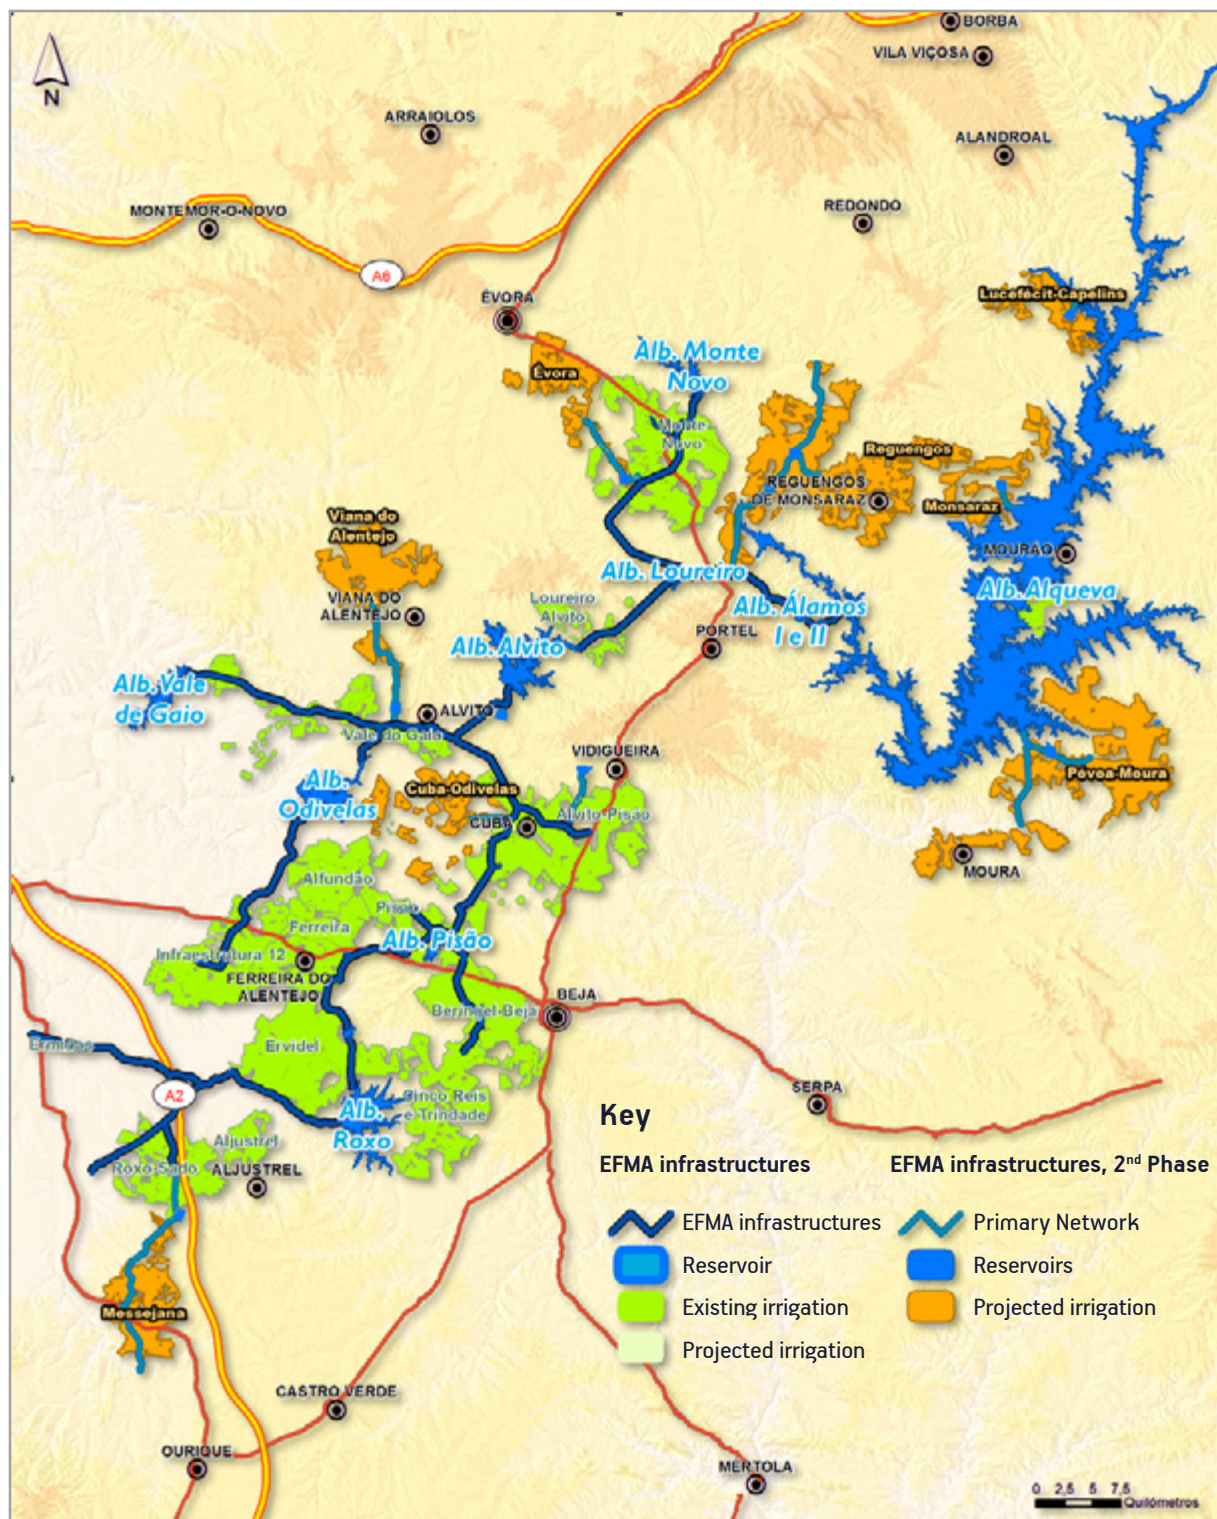 BORBA
VILA VIÇOSA
N
ARRAIOLOS
ALANDROAL
MONTEMOR-O-NOVO
REDONDO
A6
Lucefécit-Capelins
ÉVORA
Alb. Monte
Novo
Évora
Monte
Novo
Reguengos
REGUENGOS
DE MONSARAZ
Monsaraz
Viana do
Alentejo
MOURÃO
Alb. Loureiro
Alb. Alqueva
VIANA DO
ALENTEJO
Loureiro
Alvito
Alb. Álamos
I e II
PORTEL
Alb. Alvito
Alb. Vale
de Gaio
ALVITO
Vale do Gaio
VIDIGUEIRA
Póvoa-Moura
Alb.
Odivelas
Cuba-Odivelas
CUBA
Alvito-Pisão
MOURA
Alfundão
Pisão
Ferreira
Alb. Pisão
Infraestrutura 12
FERREIRA DO
ALENTEJO
BEJA
Beringel-Beja
Ermidas
Ervidel
SERPA
A2
Cinco Reis
e Trindade
Alb.
Roxo
Aljustrel
Roxo-Sado
ALJUSTREL
Messejana
CASTRO VERDE
OURIQUE
MÉRTOLA
Key
EFMA infrastructures
EFMA infrastructures
Reservoir
Existing irrigation
Projected irrigation
EFMA infrastructures, 2nd Phase
Primary Network
Reservoirs
Projected irrigation
0 2,5 5 7,5
Quilómetros